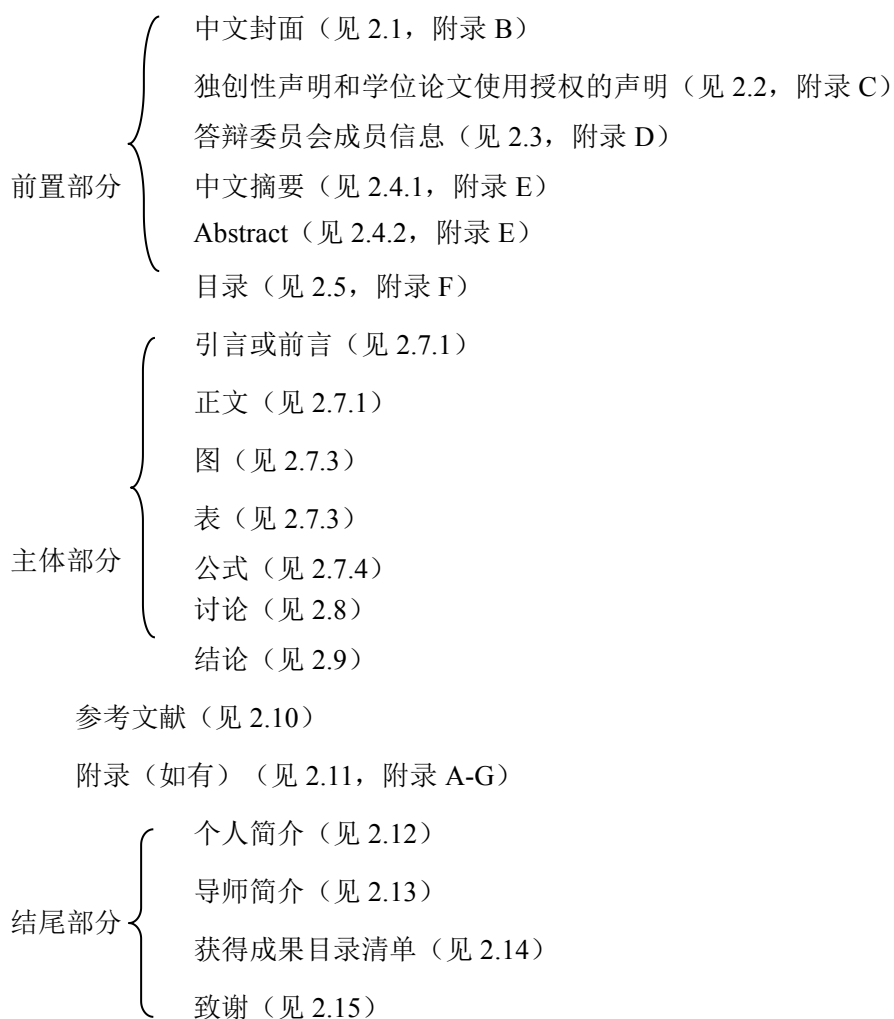 中文封面（见 2.1，附录 B）
独创性声明和学位论文使用授权的声明（见 2.2，附录 C）
答辩委员会成员信息（见 2.3，附录 D）
前置部分
中文摘要（见 2.4.1，附录 E）
Abstract（见 2.4.2，附录 E）
目录（见 2.5，附录 F）
引言或前言（见 2.7.1）
正文（见 2.7.1）
图（见 2.7.3）
表（见 2.7.3）
主体部分
公式（见 2.7.4）
讨论（见 2.8）
结论（见 2.9）
参考文献（见 2.10）
附录（如有）（见 2.11，附录 A-G）
个人简介（见 2.12）
导师简介（见 2.13）
结尾部分
获得成果目录清单（见 2.14）
致谢（见 2.15）